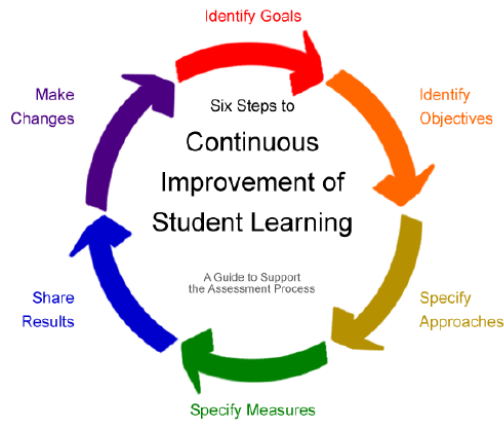 Identify Goals
Identify
Objectives
Specify
Approaches
Specify Measures
Share
Results
Make
Changes
Six Steps to
Continuous
Improvement of
Student Learning
A Guide to Support
the Assessment Process